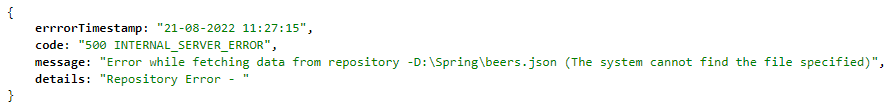 {
errrorTimestamp: "21-08-2022 11:27:15",
code: "500 INTERNAL_SERVER_ERROR",
message: "Error while fetching data from repository -D:\Spring\beers.json (The system cannot find the file specified)",
details: "Repository Error - "
}